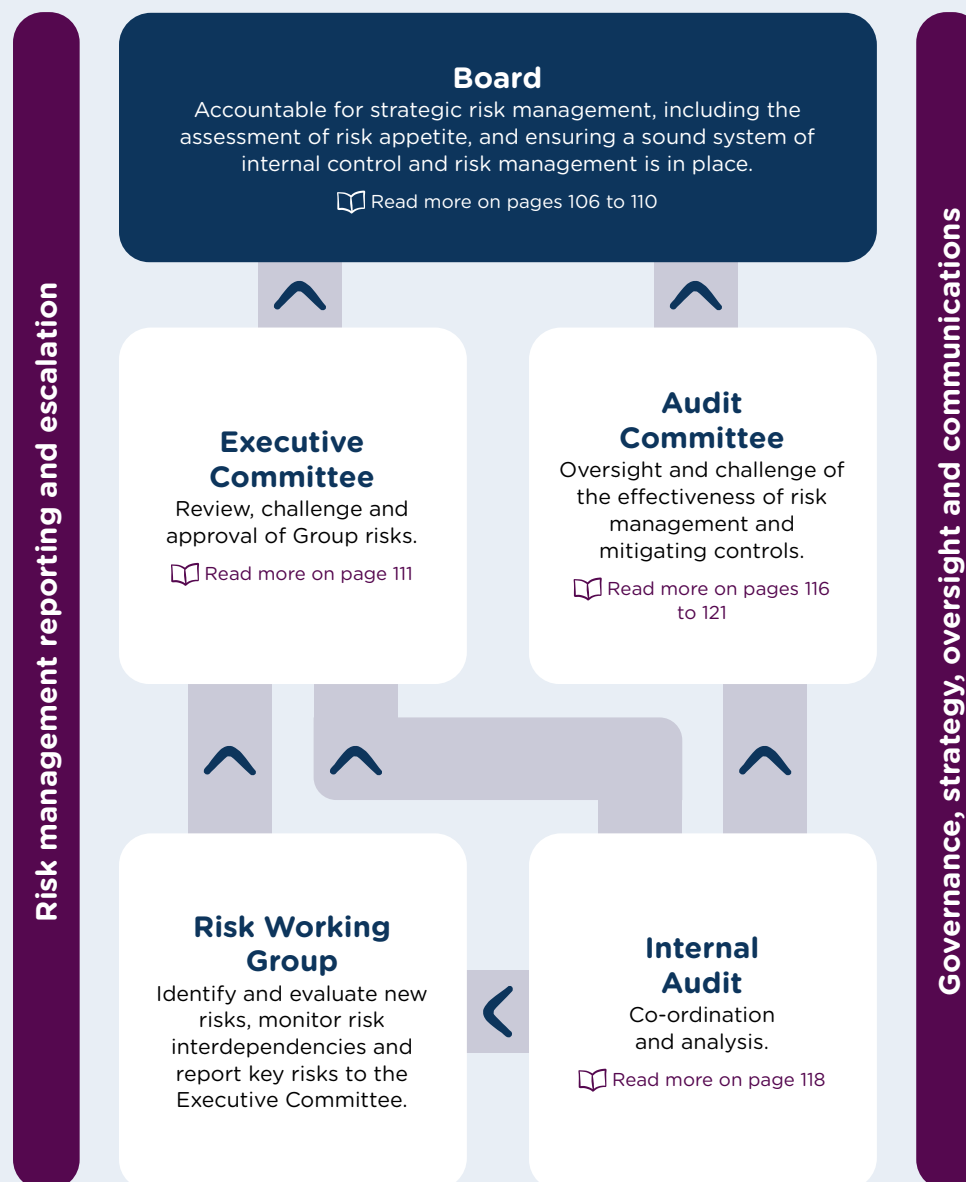 Risk management reporting and escalation
Board
Accountable for strategic risk management, including the
assessment of risk appetite, and ensuring a sound system of
internal control and risk management is in place.
Read more on pages 106 to 110
Executive
Committee
Review, challenge and
approval of Group risks.
Read more on page 111
Audit
Committee
Oversight and challenge of
the effectiveness of risk
management and
mitigating controls.
Read more on pages 116
to 121
Risk Working
Group
Identify and evaluate new
risks, monitor risk
interdependencies and
report key risks to the
Executive Committee.
Internal
Audit
Co-ordination
and analysis.
Read more on page 118
Governance, strategy, oversight and communications